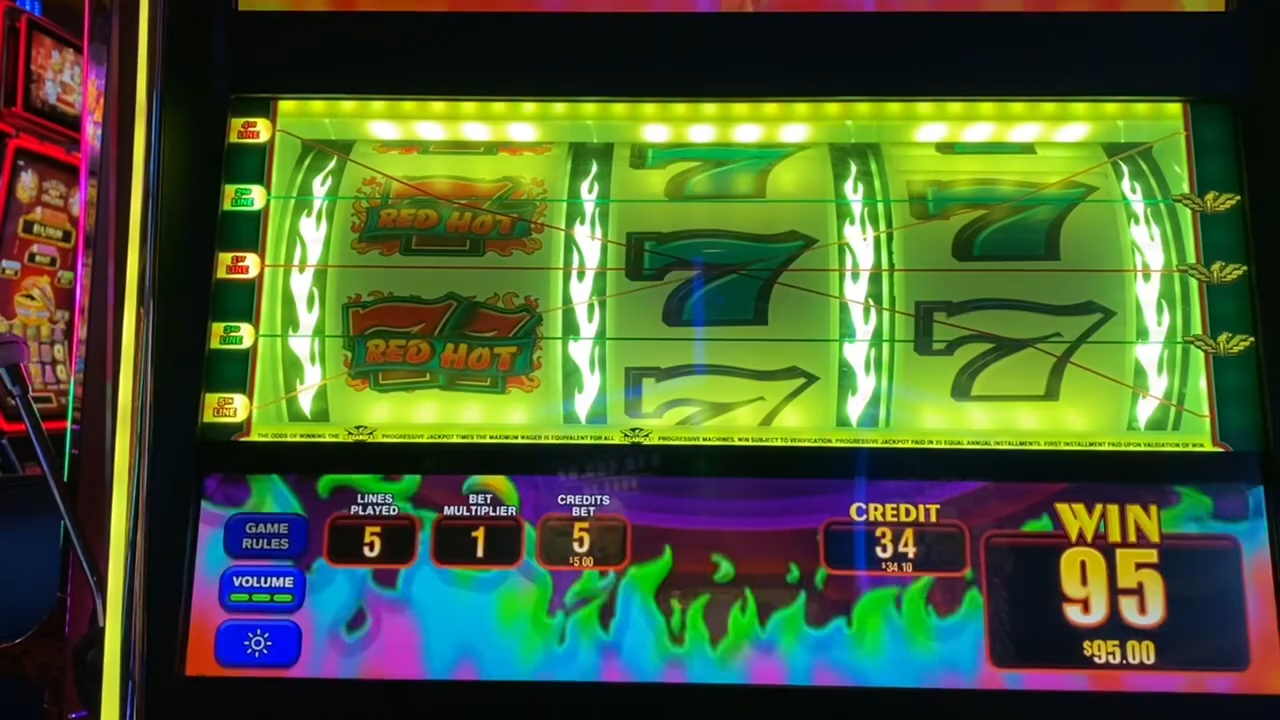 4TH
LINE
2ND
LINE
RED HOT
1ST
LINE
3RD
LINE
RED HOT
5TH
LINE
THE ODDS OF WINNING THE MEGABUCKS PROGRESSIVE JACKPOT TIMES THE MAXIMUM WAGER IS EQUIVALENT FOR ALL MEGABUCKS PROGRESSIVE MACHINES. WIN SUBJECT TO VERIFICATION. PROGRESSIVE JACKPOT PAID IN 25 EQUAL ANNUAL INSTALLMENTS. FIRST INSTALLMENT PAID UPON VALIDATION OF WIN.
GAME
RULES
VOLUME
LINES
PLAYED
5
BET
MULTIPLIER
1
CREDITS
BET
5
$5.00
CREDIT
34
$34.10
WIN
95
$95.00